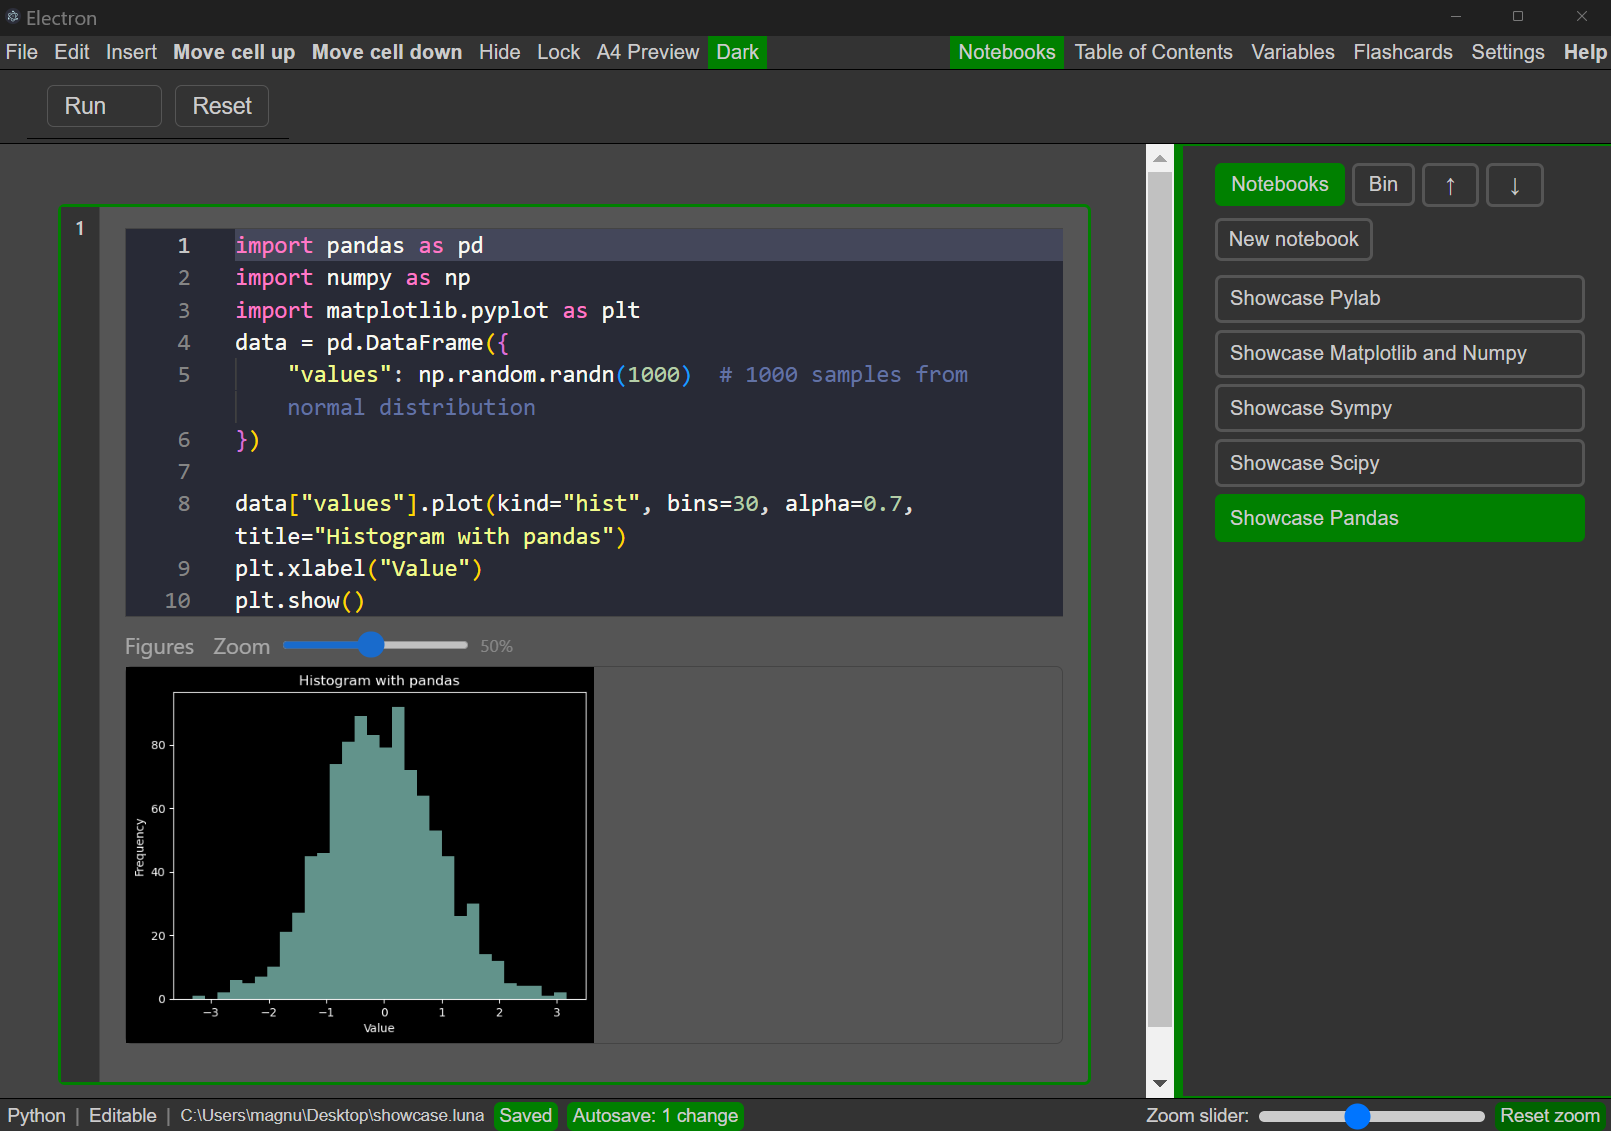 Electron
File Edit Insert Move cell up Move cell down Hide Lock A4 Preview Dark Notebooks Table of Contents Variables Flashcards Settings Help
Run Reset
Notebooks Bin ↑ ↓
New notebook
Showcase Pylab
Showcase Matplotlib and Numpy
Showcase Sympy
Showcase Scipy
Showcase Pandas
1
1 import pandas as pd
2 import numpy as np
3 import matplotlib.pyplot as plt
4 data = pd.DataFrame({
5 "values": np.random.randn(1000)  # 1000 samples from
normal distribution
6 })
7
8 data["values"].plot(kind="hist", bins=30, alpha=0.7,
title="Histogram with pandas")
9 plt.xlabel("Value")
10 plt.show()
Figures Zoom 50%
Histogram with pandas
Frequency
80
60
40
20
0
−3 −2 −1 0 1 2 3
Value
Python | Editable | C:\Users\magnu\Desktop\showcase.luna Saved Autosave: 1 change Zoom slider: Reset zoom